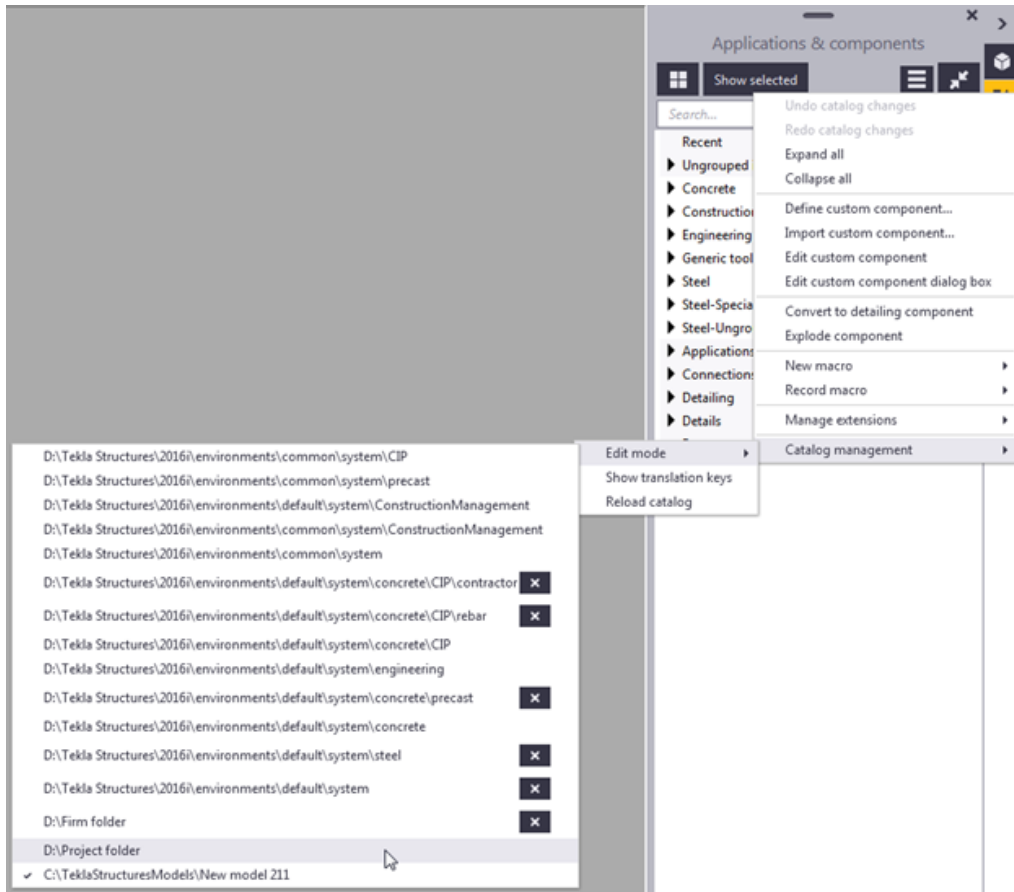 Applications & components
Show selected
Search...
Recent
Ungrouped
Concrete
Construction
Engineering
Generic tool
Steel
Steel-Specia
Steel-Ungro
Applications
Connections
Detailing
Details
Undo catalog changes
Redo catalog changes
Expand all
Collapse all
Define custom component...
Import custom component...
Edit custom component
Edit custom component dialog box
Convert to detailing component
Explode component
New macro
Record macro
Manage extensions
Catalog management
Edit mode
Show translation keys
Reload catalog
D:\Tekla Structures\2016i\environments\common\system\CIP
D:\Tekla Structures\2016i\environments\common\system\precast
D:\Tekla Structures\2016i\environments\default\system\ConstructionManagement
D:\Tekla Structures\2016i\environments\common\system\ConstructionManagement
D:\Tekla Structures\2016i\environments\common\system
D:\Tekla Structures\2016i\environments\default\system\concrete\CIP\contractor
D:\Tekla Structures\2016i\environments\default\system\concrete\CIP\rebar
D:\Tekla Structures\2016i\environments\default\system\concrete\CIP
D:\Tekla Structures\2016i\environments\default\system\engineering
D:\Tekla Structures\2016i\environments\default\system\concrete\precast
D:\Tekla Structures\2016i\environments\default\system\concrete
D:\Tekla Structures\2016i\environments\default\system\steel
D:\Tekla Structures\2016i\environments\default\system
D:\Firm folder
D:\Project folder
C:\TeklaStructuresModels\New model 211